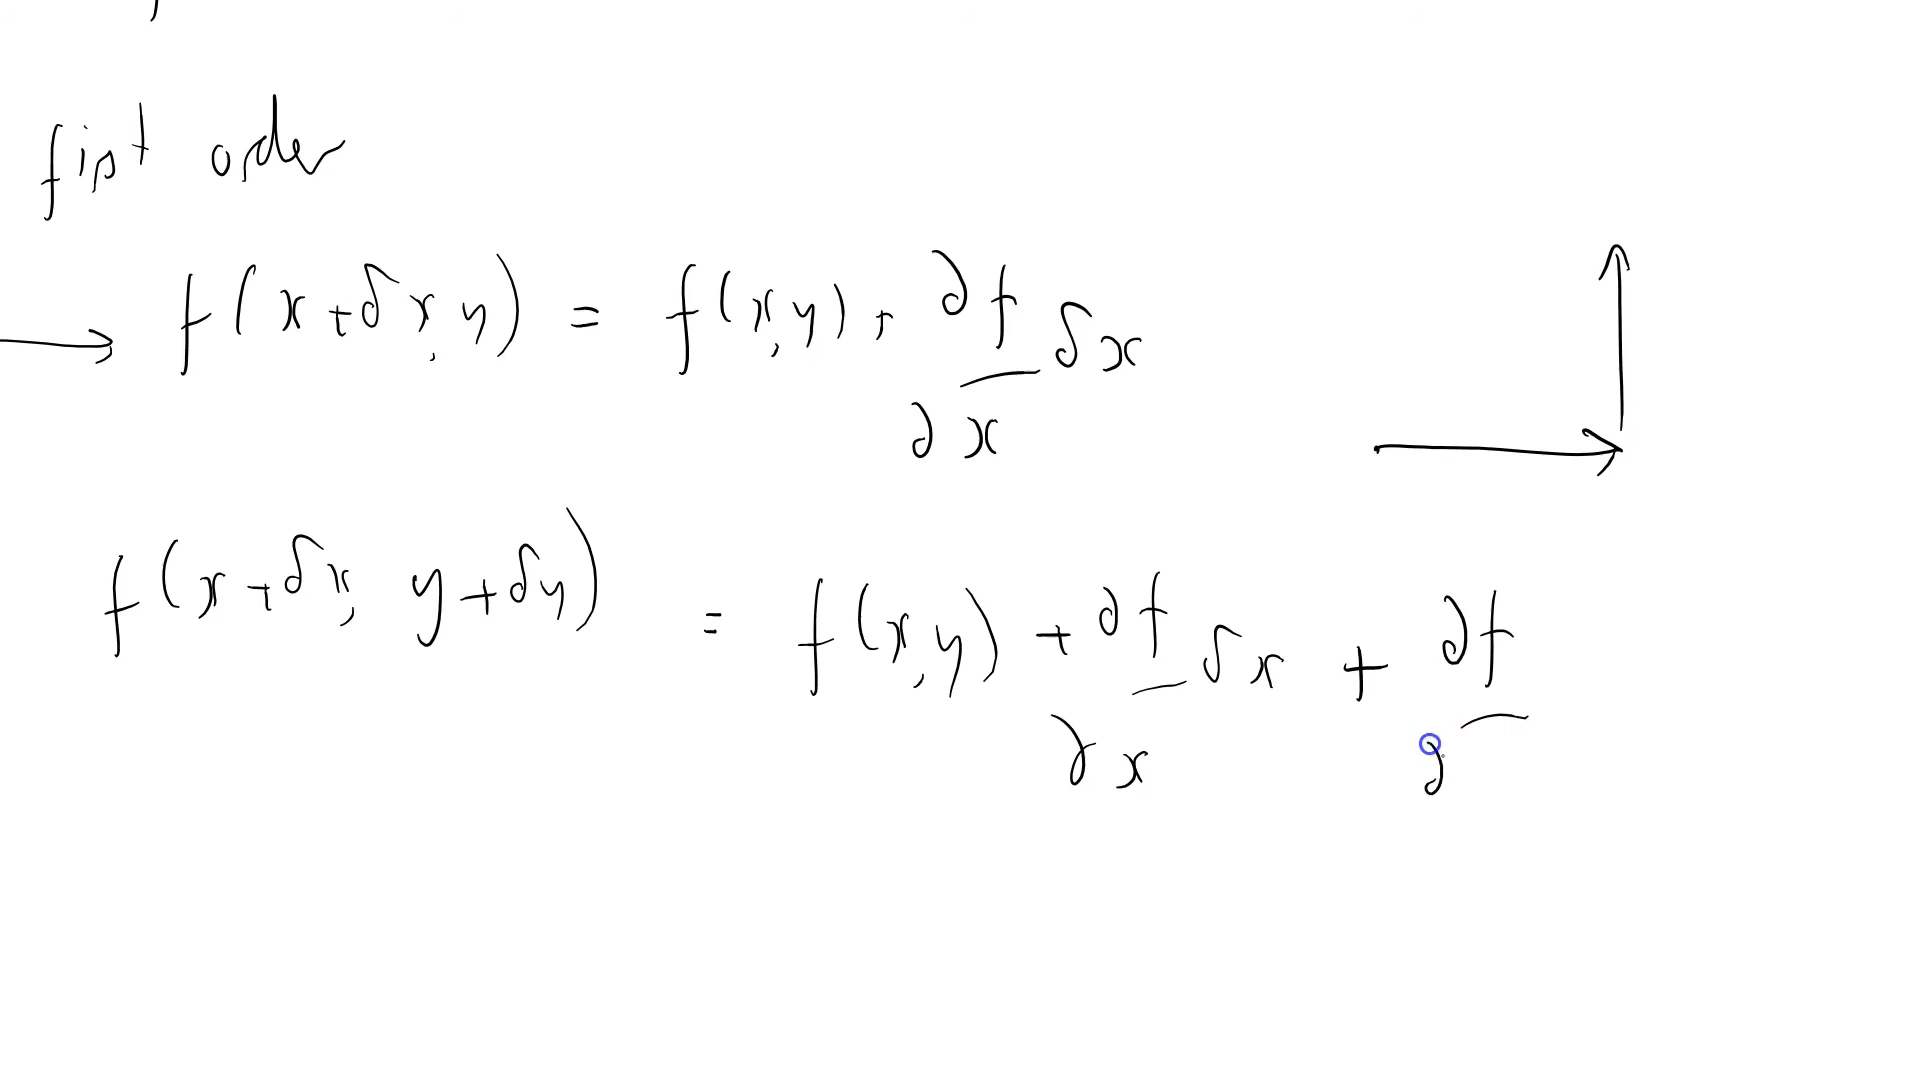 first order
→ f(x+δx, y) = f(x,y) + ∂f/∂x δx
f(x+δx, y+δy) = f(x,y) + ∂f/∂x δx + ∂f/∂